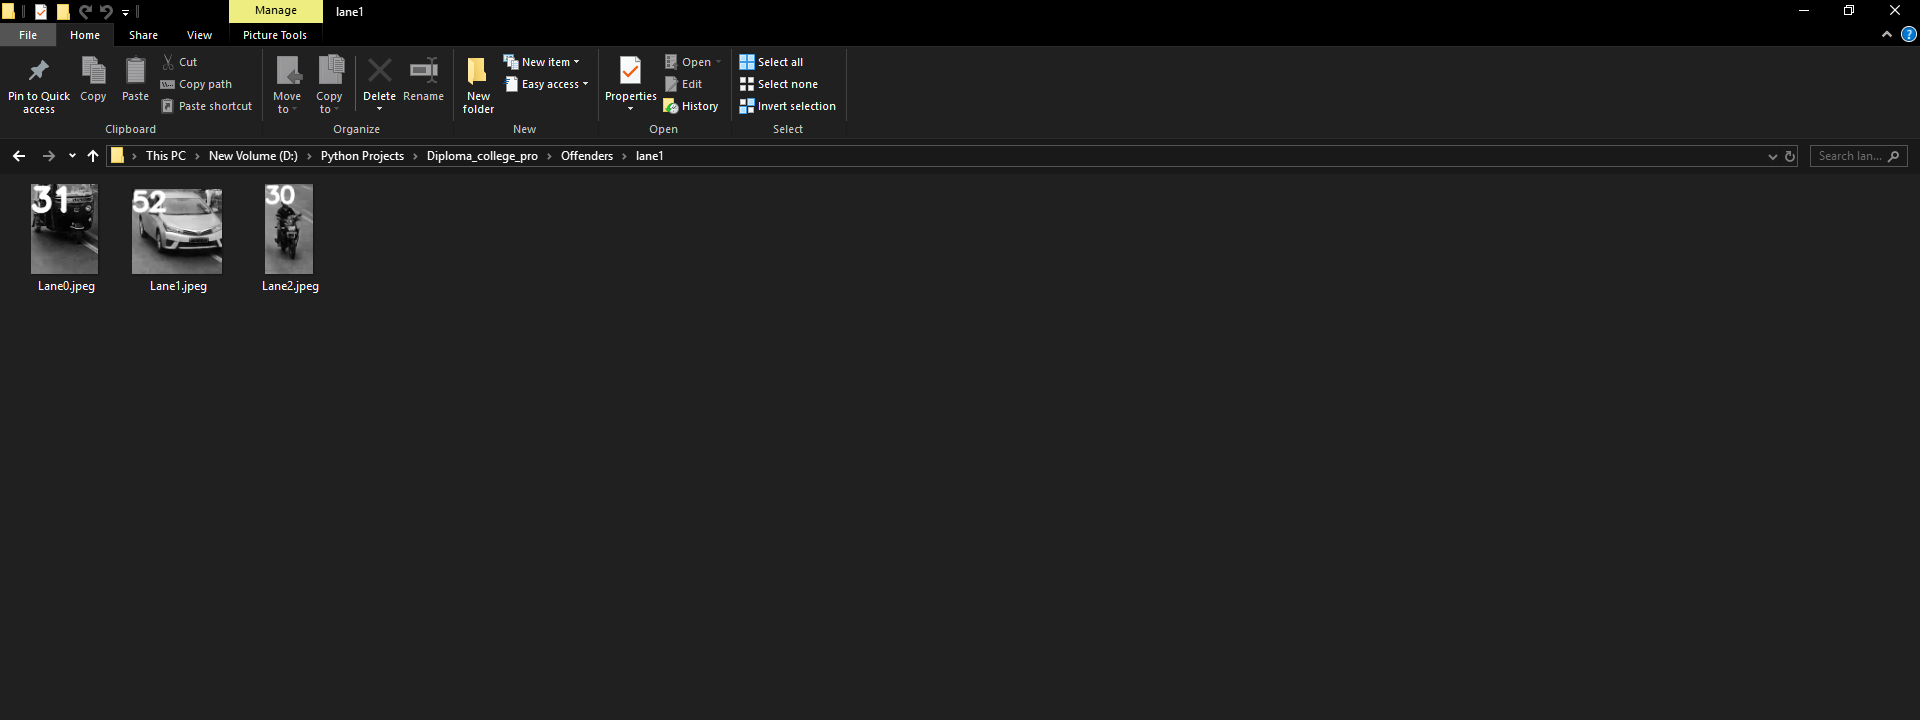 Manage
lane1
File
Home
Share
View
Picture Tools
Pin to Quick
access
Copy
Paste
Cut
Copy path
Paste shortcut
Clipboard
Move
to
Copy
to
Delete
Rename
Organize
New
folder
New item
Easy access
New
Properties
Open
Edit
History
Open
Select all
Select none
Invert selection
Select
This PC > New Volume (D:) > Python Projects > Diploma_college_pro > Offenders > lane1
Search lan...
31
52
30
Lane0.jpeg
Lane1.jpeg
Lane2.jpeg